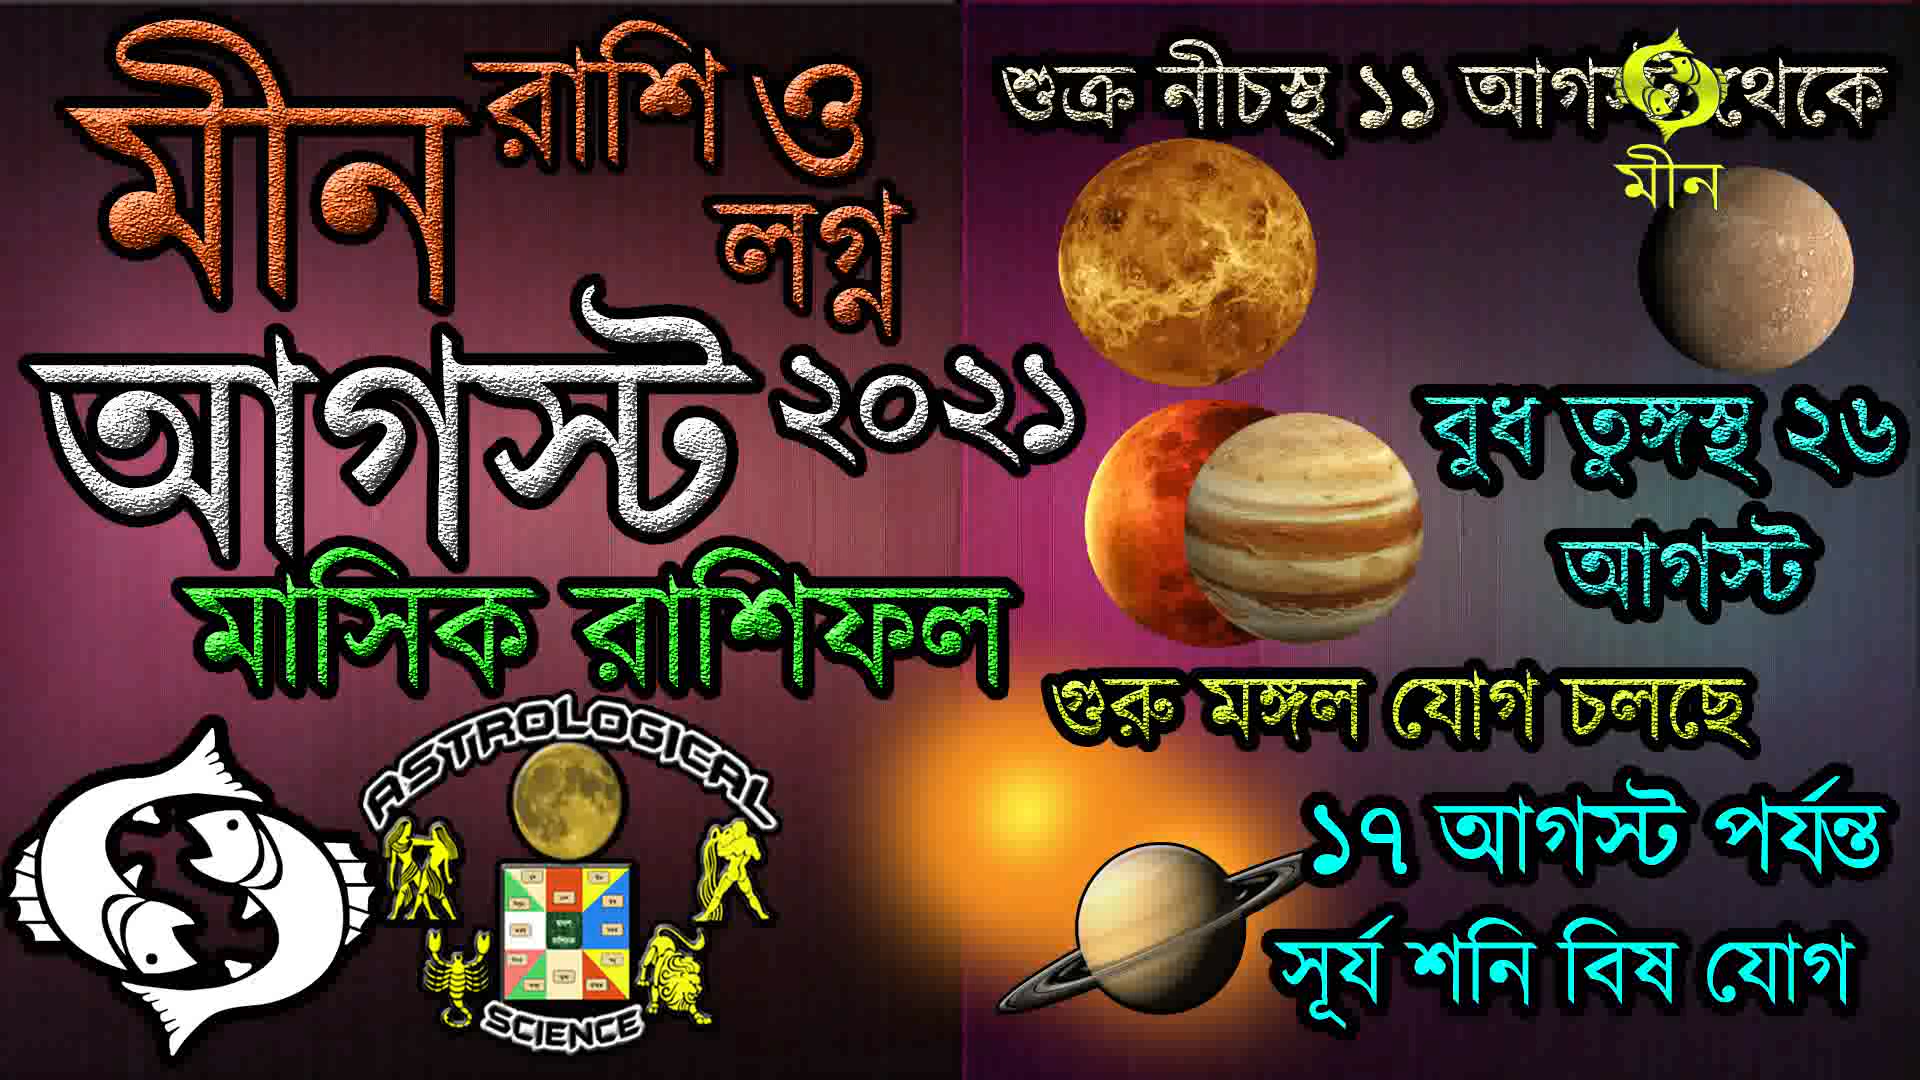 মীন রাশি ও
লগ্ন
আগস্ট ২০২১
মাসিক রাশিফল
ASTROLOGICAL
SCIENCE
শুক্র নীচস্থ ১১ আগস্ট থেকে
মীন
বুধ তুঙ্গস্থ ২৬
আগস্ট
গুরু মঙ্গল যোগ চলছে
১৭ আগস্ট পর্যন্ত
সূর্য শনি বিষ যোগ